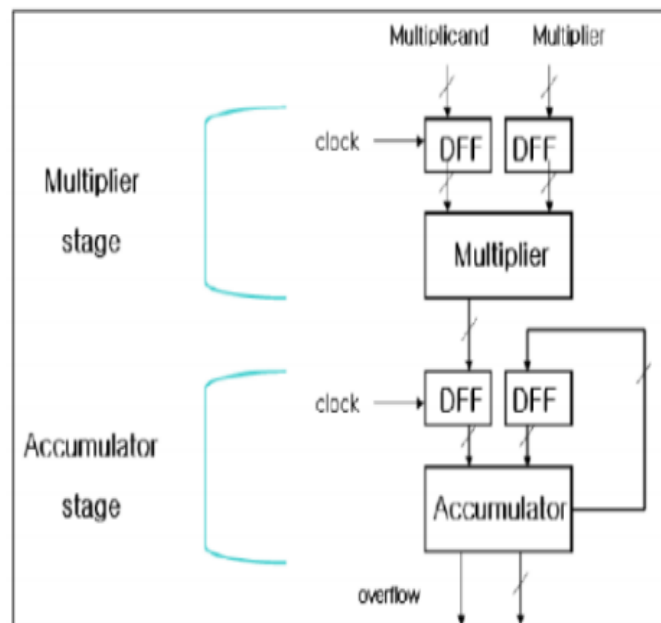 Multiplicand Multiplier
clock DFF DFF
Multiplier
stage
Multiplier
clock DFF DFF
Accumulator
stage
Accumulator
overflow